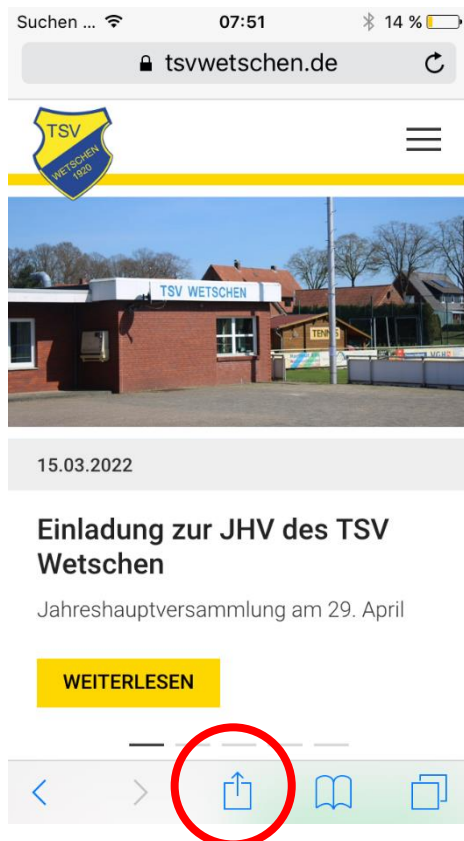 Suchen ... 07:51 14 %
tsvwetschen.de
TSV
WETSCHEN
1920
TSV WETSCHEN
TENNIS
15.03.2022
Einladung zur JHV des TSV
Wetschen
Jahreshauptversammlung am 29. April
WEITERLESEN